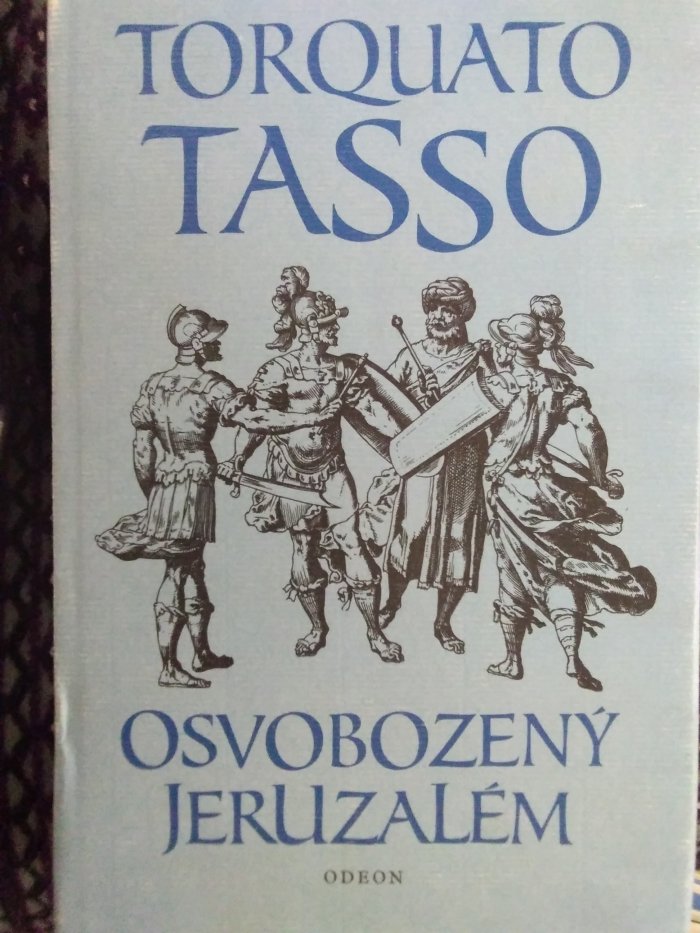 TORQUATO
TASSO
OSVOBOZENÝ
JERUZALÉM
ODEON